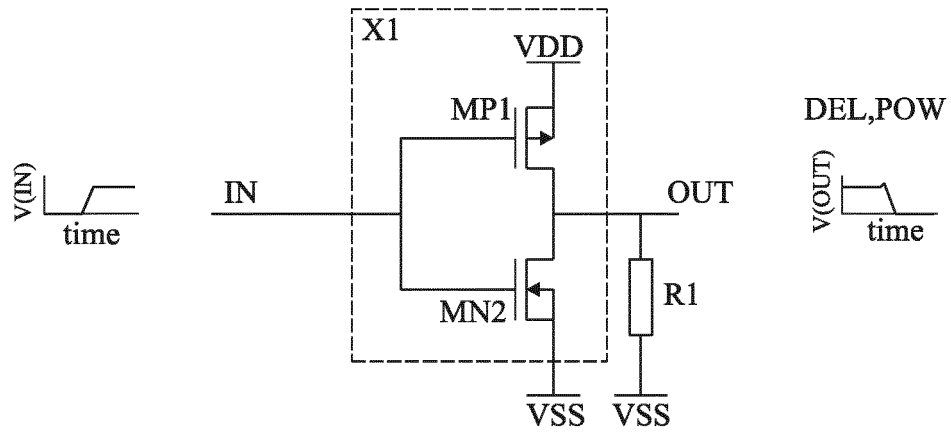 X1
VDD
MP1
DEL,POW
V(IN)
time
IN
OUT
V(OUT)
time
MN2
R1
VSS
VSS